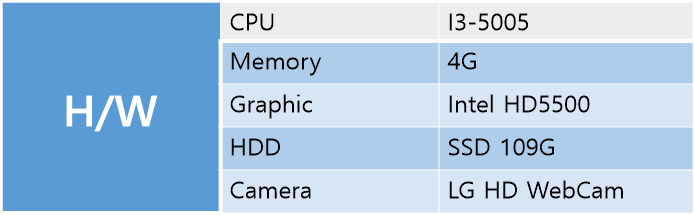 H/W
CPU I3-5005
Memory 4G
Graphic Intel HD5500
HDD SSD 109G
Camera LG HD WebCam